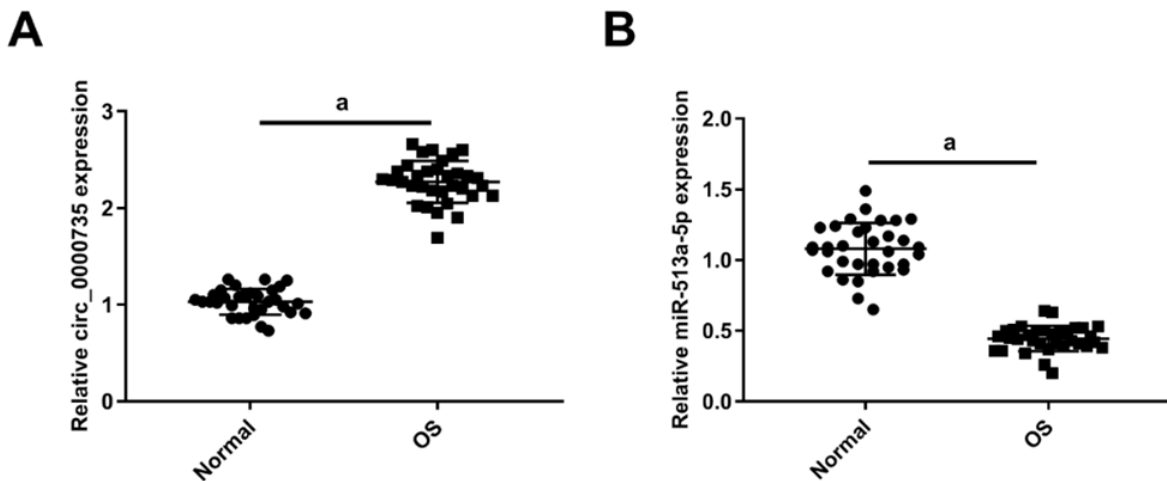 A
Relative circ_0000735 expression
3
2
1
0
a
Normal
OS
B
Relative miR-513a-5p expression
2.0
1.5
1.0
0.5
0.0
a
Normal
OS